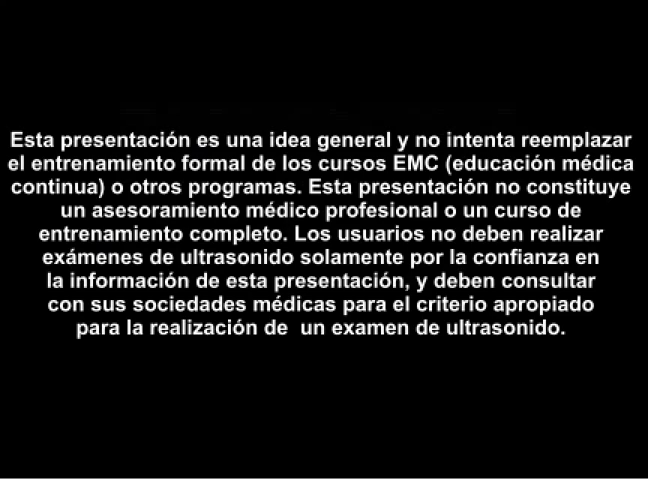 Esta presentación es una idea general y no intenta reemplazar
el entrenamiento formal de los cursos EMC (educación médica
continua) o otros programas. Esta presentación no constituye
un asesoramiento médico profesional o un curso de
entrenamiento completo. Los usuarios no deben realizar
exámenes de ultrasonido solamente por la confianza en
la información de esta presentación, y deben consultar
con sus sociedades médicas para el criterio apropiado
para la realización de  un examen de ultrasonido.